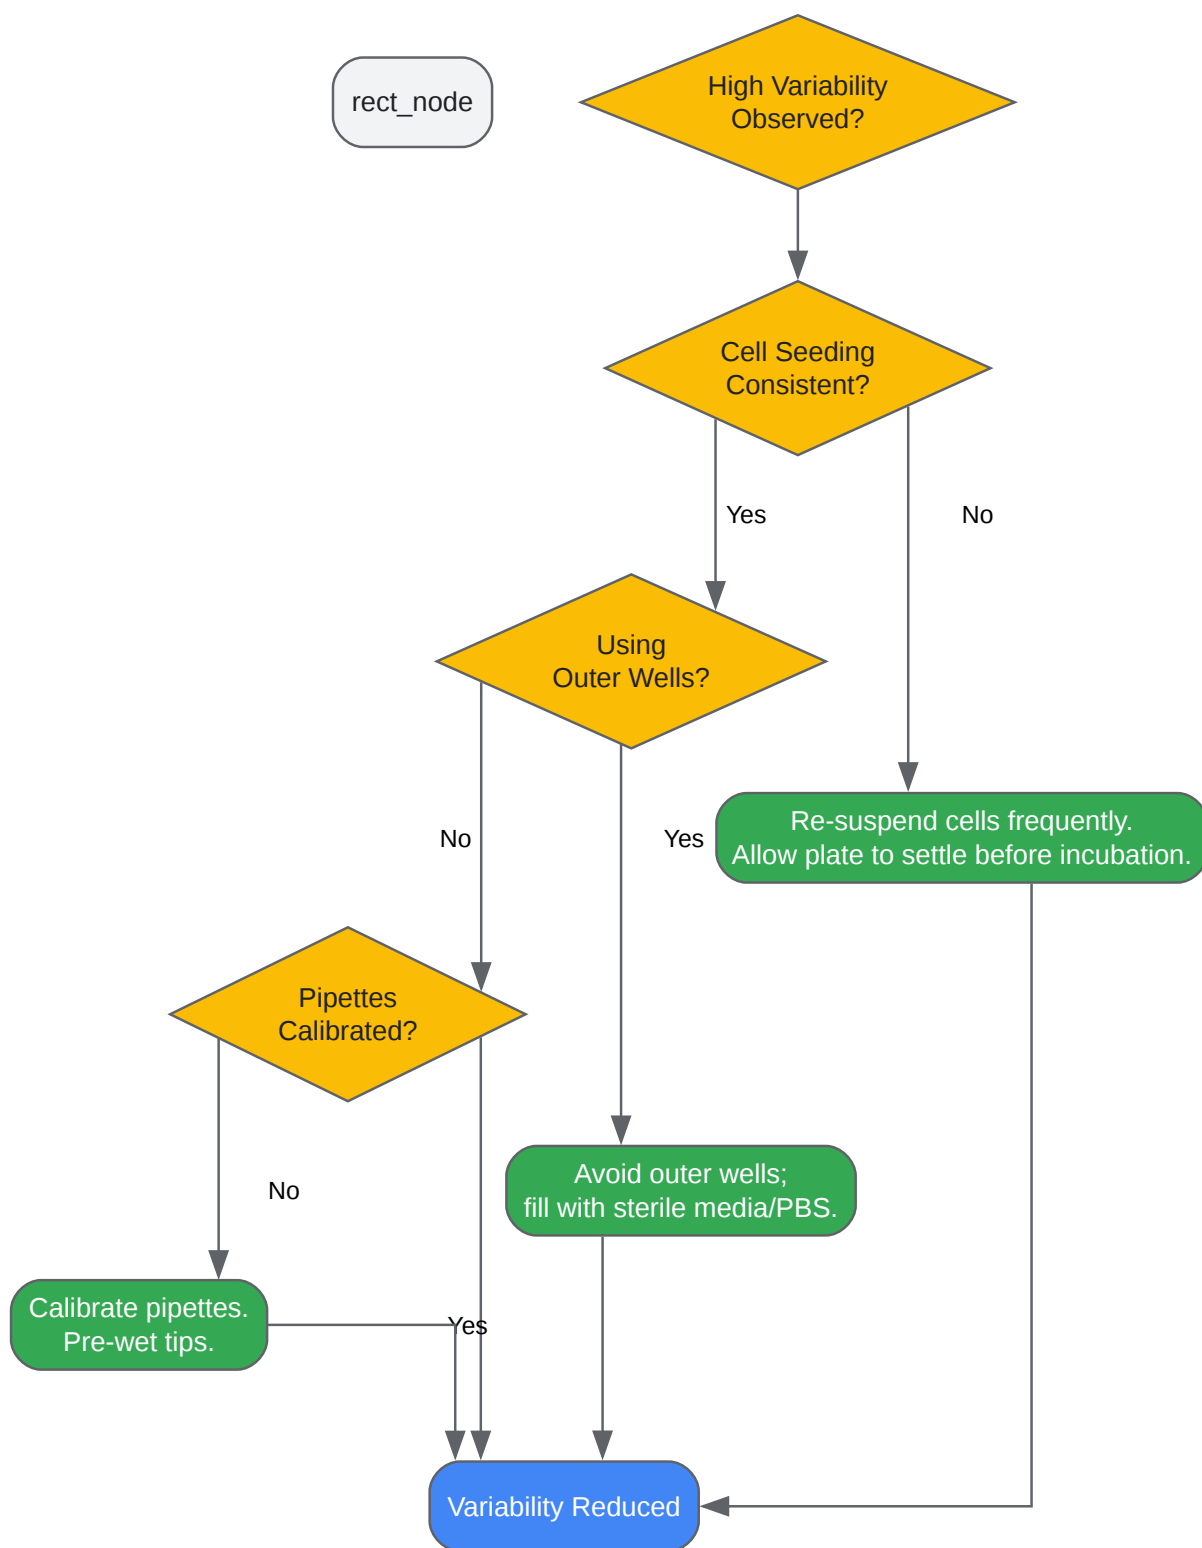 rect_node
High Variability
Observed?
Cell Seeding
Consistent?
Yes
No
Using
Outer Wells?
No
Yes
Re-suspend cells frequently.
Allow plate to settle before incubation.
Pipettes
Calibrated?
No
Avoid outer wells;
fill with sterile media/PBS.
Calibrate pipettes.
Pre-wet tips.
Yes
Variability Reduced